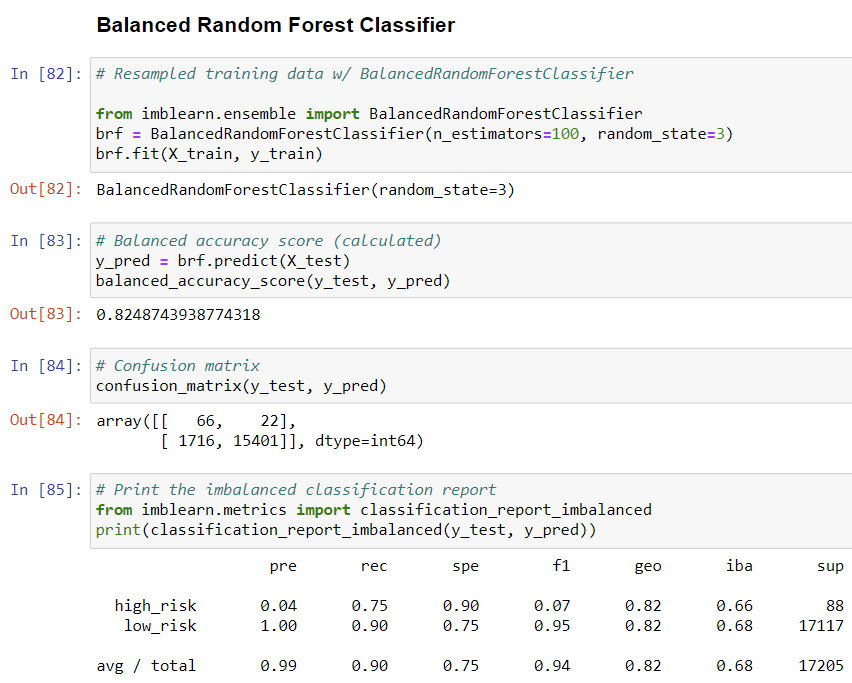 Balanced Random Forest Classifier
In [82]: # Resampled training data w/ BalancedRandomForestClassifier
from imblearn.ensemble import BalancedRandomForestClassifier
brf = BalancedRandomForestClassifier(n_estimators=100, random_state=3)
brf.fit(X_train, y_train)
Out[82]: BalancedRandomForestClassifier(random_state=3)
In [83]: # Balanced accuracy score (calculated)
y_pred = brf.predict(X_test)
balanced_accuracy_score(y_test, y_pred)
Out[83]: 0.8248743938774318
In [84]: # Confusion matrix
confusion_matrix(y_test, y_pred)
Out[84]: array([[   66,    22],
       [ 1716, 15401]], dtype=int64)
In [85]: # Print the imbalanced classification report
from imblearn.metrics import classification_report_imbalanced
print(classification_report_imbalanced(y_test, y_pred))
pre rec spe f1 geo iba sup
high_risk 0.04 0.75 0.90 0.07 0.82 0.66 88
low_risk 1.00 0.90 0.75 0.95 0.82 0.68 17117
avg / total 0.99 0.90 0.75 0.94 0.82 0.68 17205